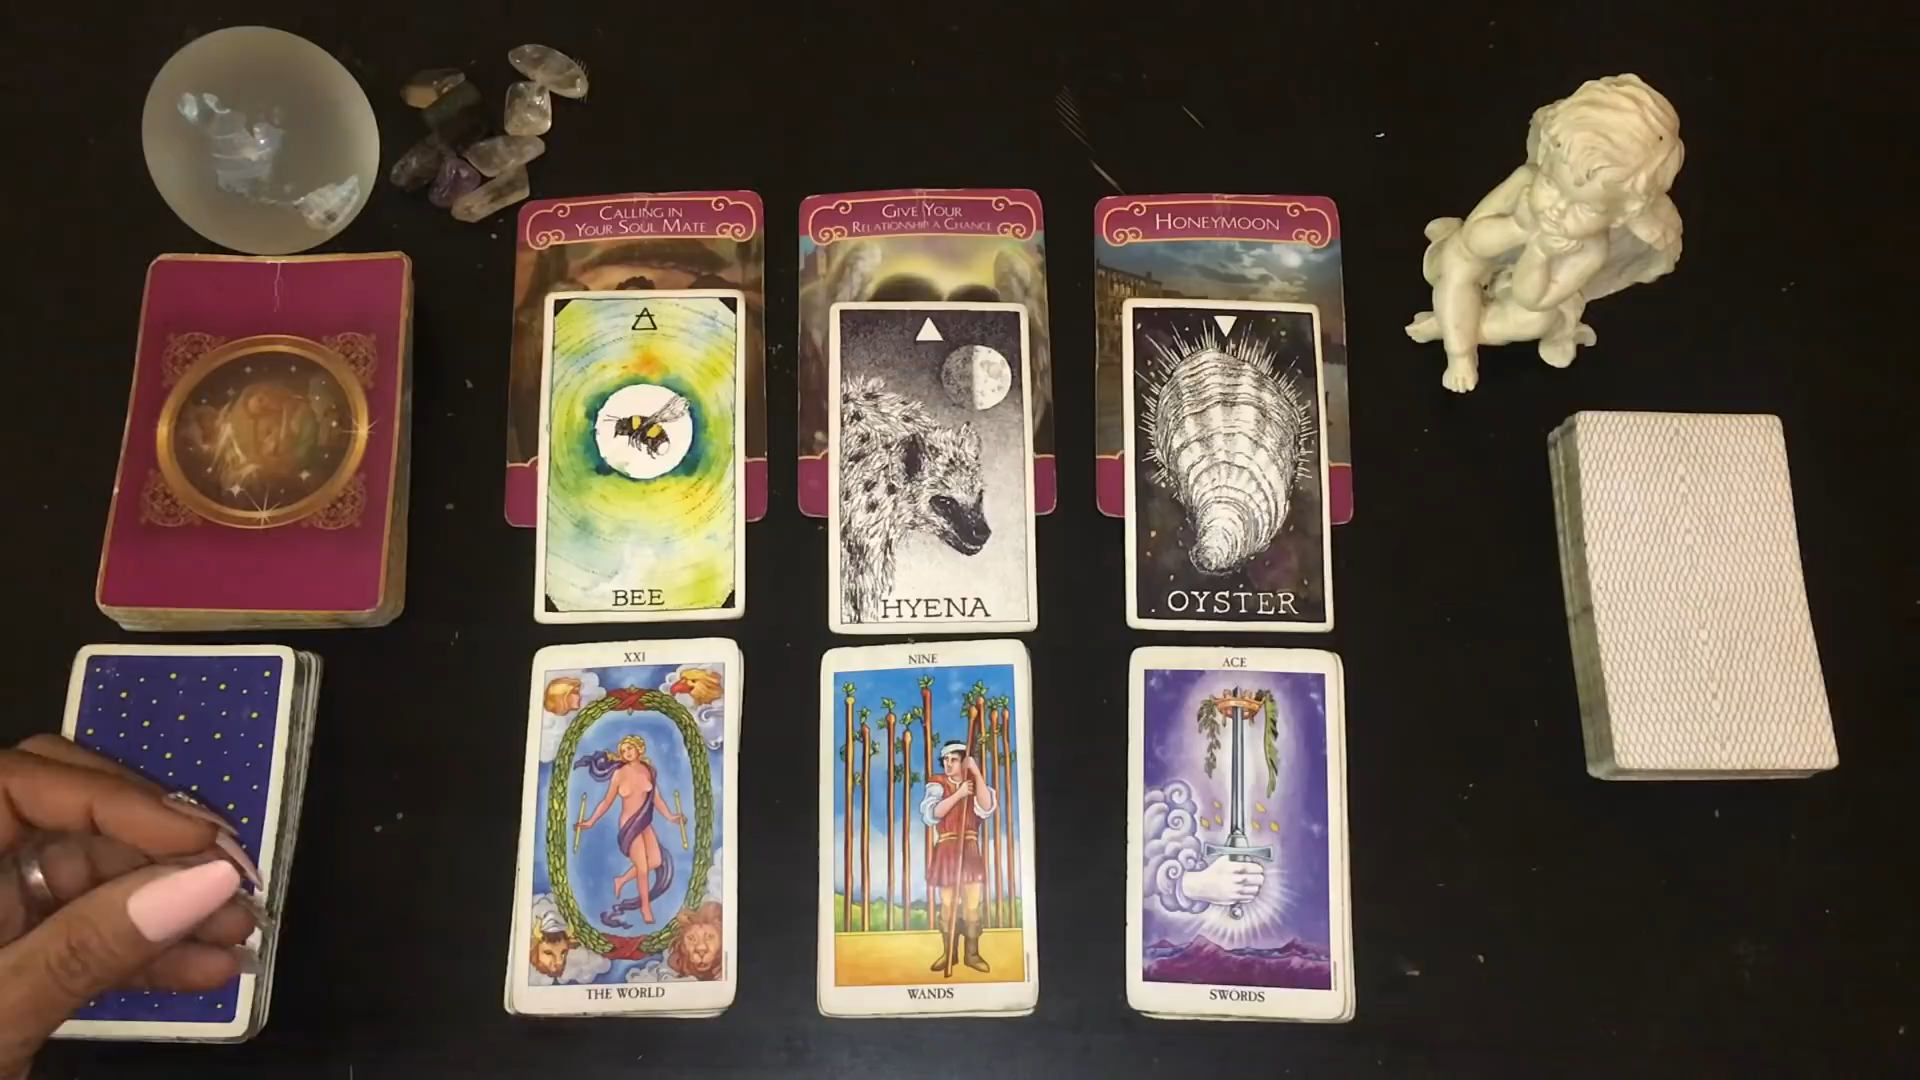 CALLING IN
YOUR SOUL MATE
GIVE YOUR
RELATIONSHIP A CHANCE
HONEYMOON
BEE
HYENA
OYSTER
XXI
THE WORLD
NINE
WANDS
ACE
SWORDS